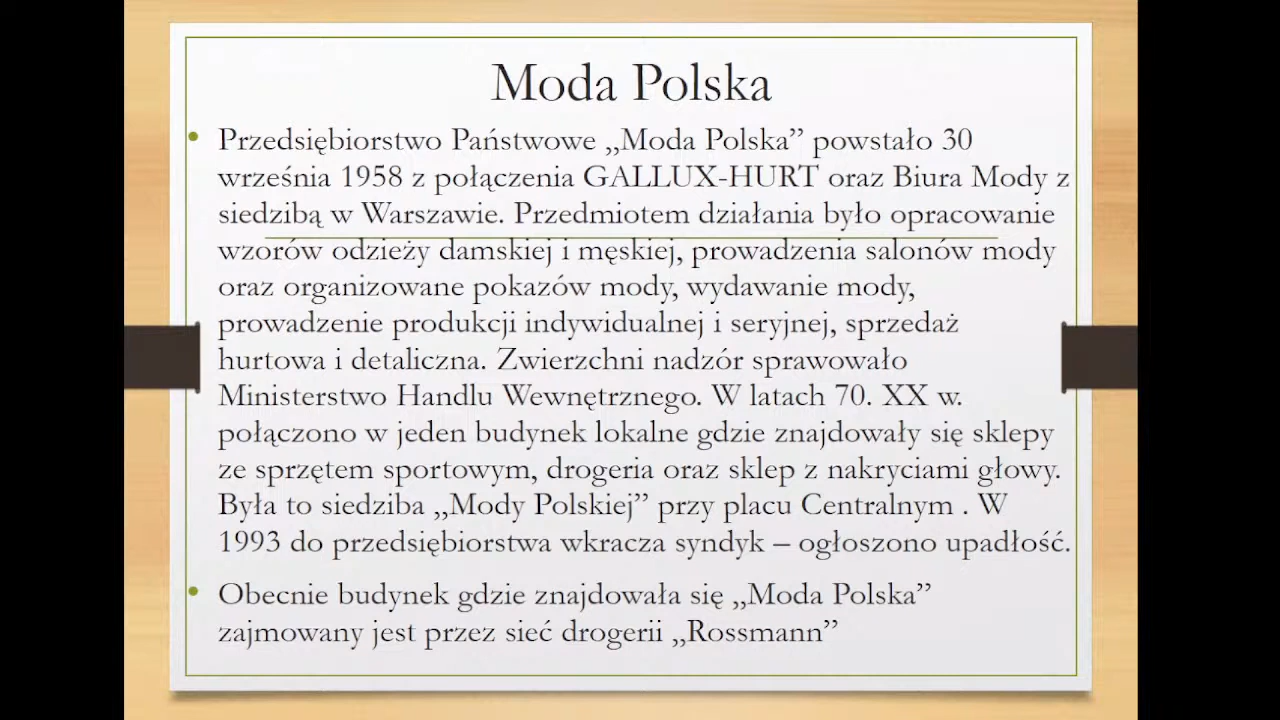 Moda Polska
• Przedsiębiorstwo Państwowe „Moda Polska” powstało 30
września 1958 z połączenia GALLUX-HURT oraz Biura Mody z
siedzibą w Warszawie. Przedmiotem działania było opracowanie
wzorów odzieży damskiej i męskiej, prowadzenia salonów mody
oraz organizowane pokazów mody, wydawanie mody,
prowadzenie produkcji indywidualnej i seryjnej, sprzedaż
hurtowa i detaliczna. Zwierzchni nadzór sprawowało
Ministerstwo Handlu Wewnętrznego. W latach 70. XX w.
połączono w jeden budynek lokalne gdzie znajdowały się sklepy
ze sprzętem sportowym, drogeria oraz sklep z nakryciami głowy.
Była to siedziba „Mody Polskiej” przy placu Centralnym . W
1993 do przedsiębiorstwa wkracza syndyk – ogłoszono upadłość.
• Obecnie budynek gdzie znajdowała się „Moda Polska”
zajmowany jest przez sieć drogerii „Rossmann”